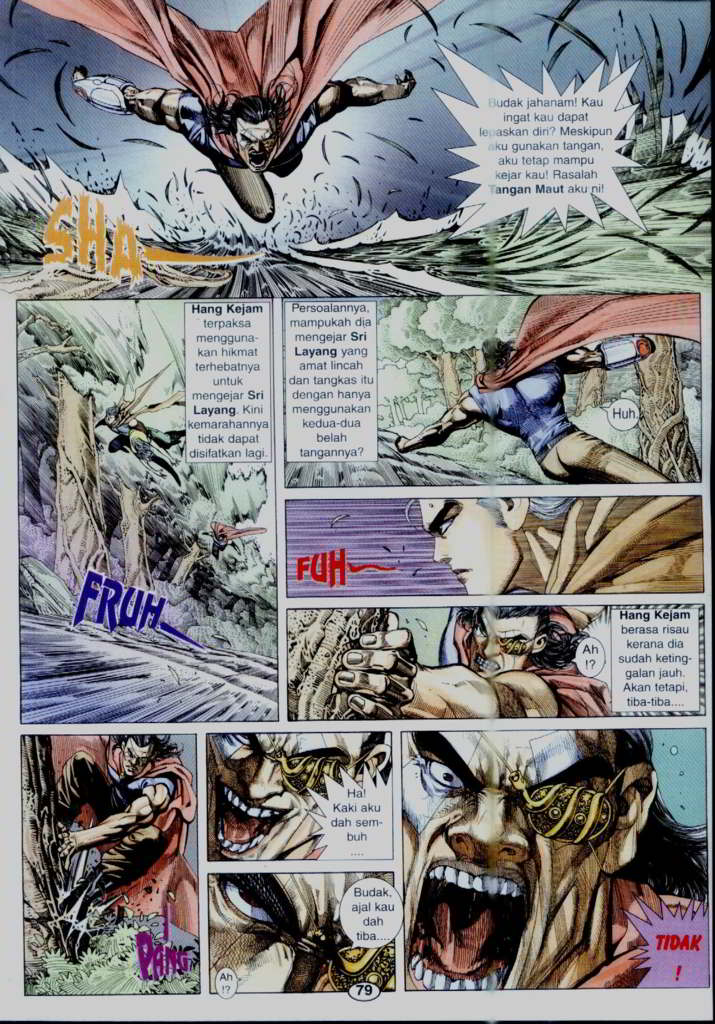 Budak jahanam! Kau
ingat kau dapat
lepaskan diri? Meskipun
aku gunakan tangan,
aku tetap mampu
kejar kau! Rasalah
Tangan Maut aku ni!
SHA
Hang Kejam
terpaksa
mengguna-
kan hikmat
terhebatnya
untuk
mengejar Sri
Layang. Kini
kemarahannya
tidak dapat
disifatkan lagi.
FRUH
Persoalannya,
mampukah dia
mengejar Sri
Layang yang
amat lincah
dan tangkas itu
dengan hanya
menggunakan
kedua-dua
belah
tangannya?
Huh.
FUH
Ah
!?
Hang Kejam
berasa risau
kerana dia
sudah keting-
galan jauh.
Akan tetapi,
tiba-tiba....
PANG
Ha!
Kaki aku
dah sem-
buh
....
Budak,
ajal kau
dah
tiba....
Ah
!?
TIDAK
!
79